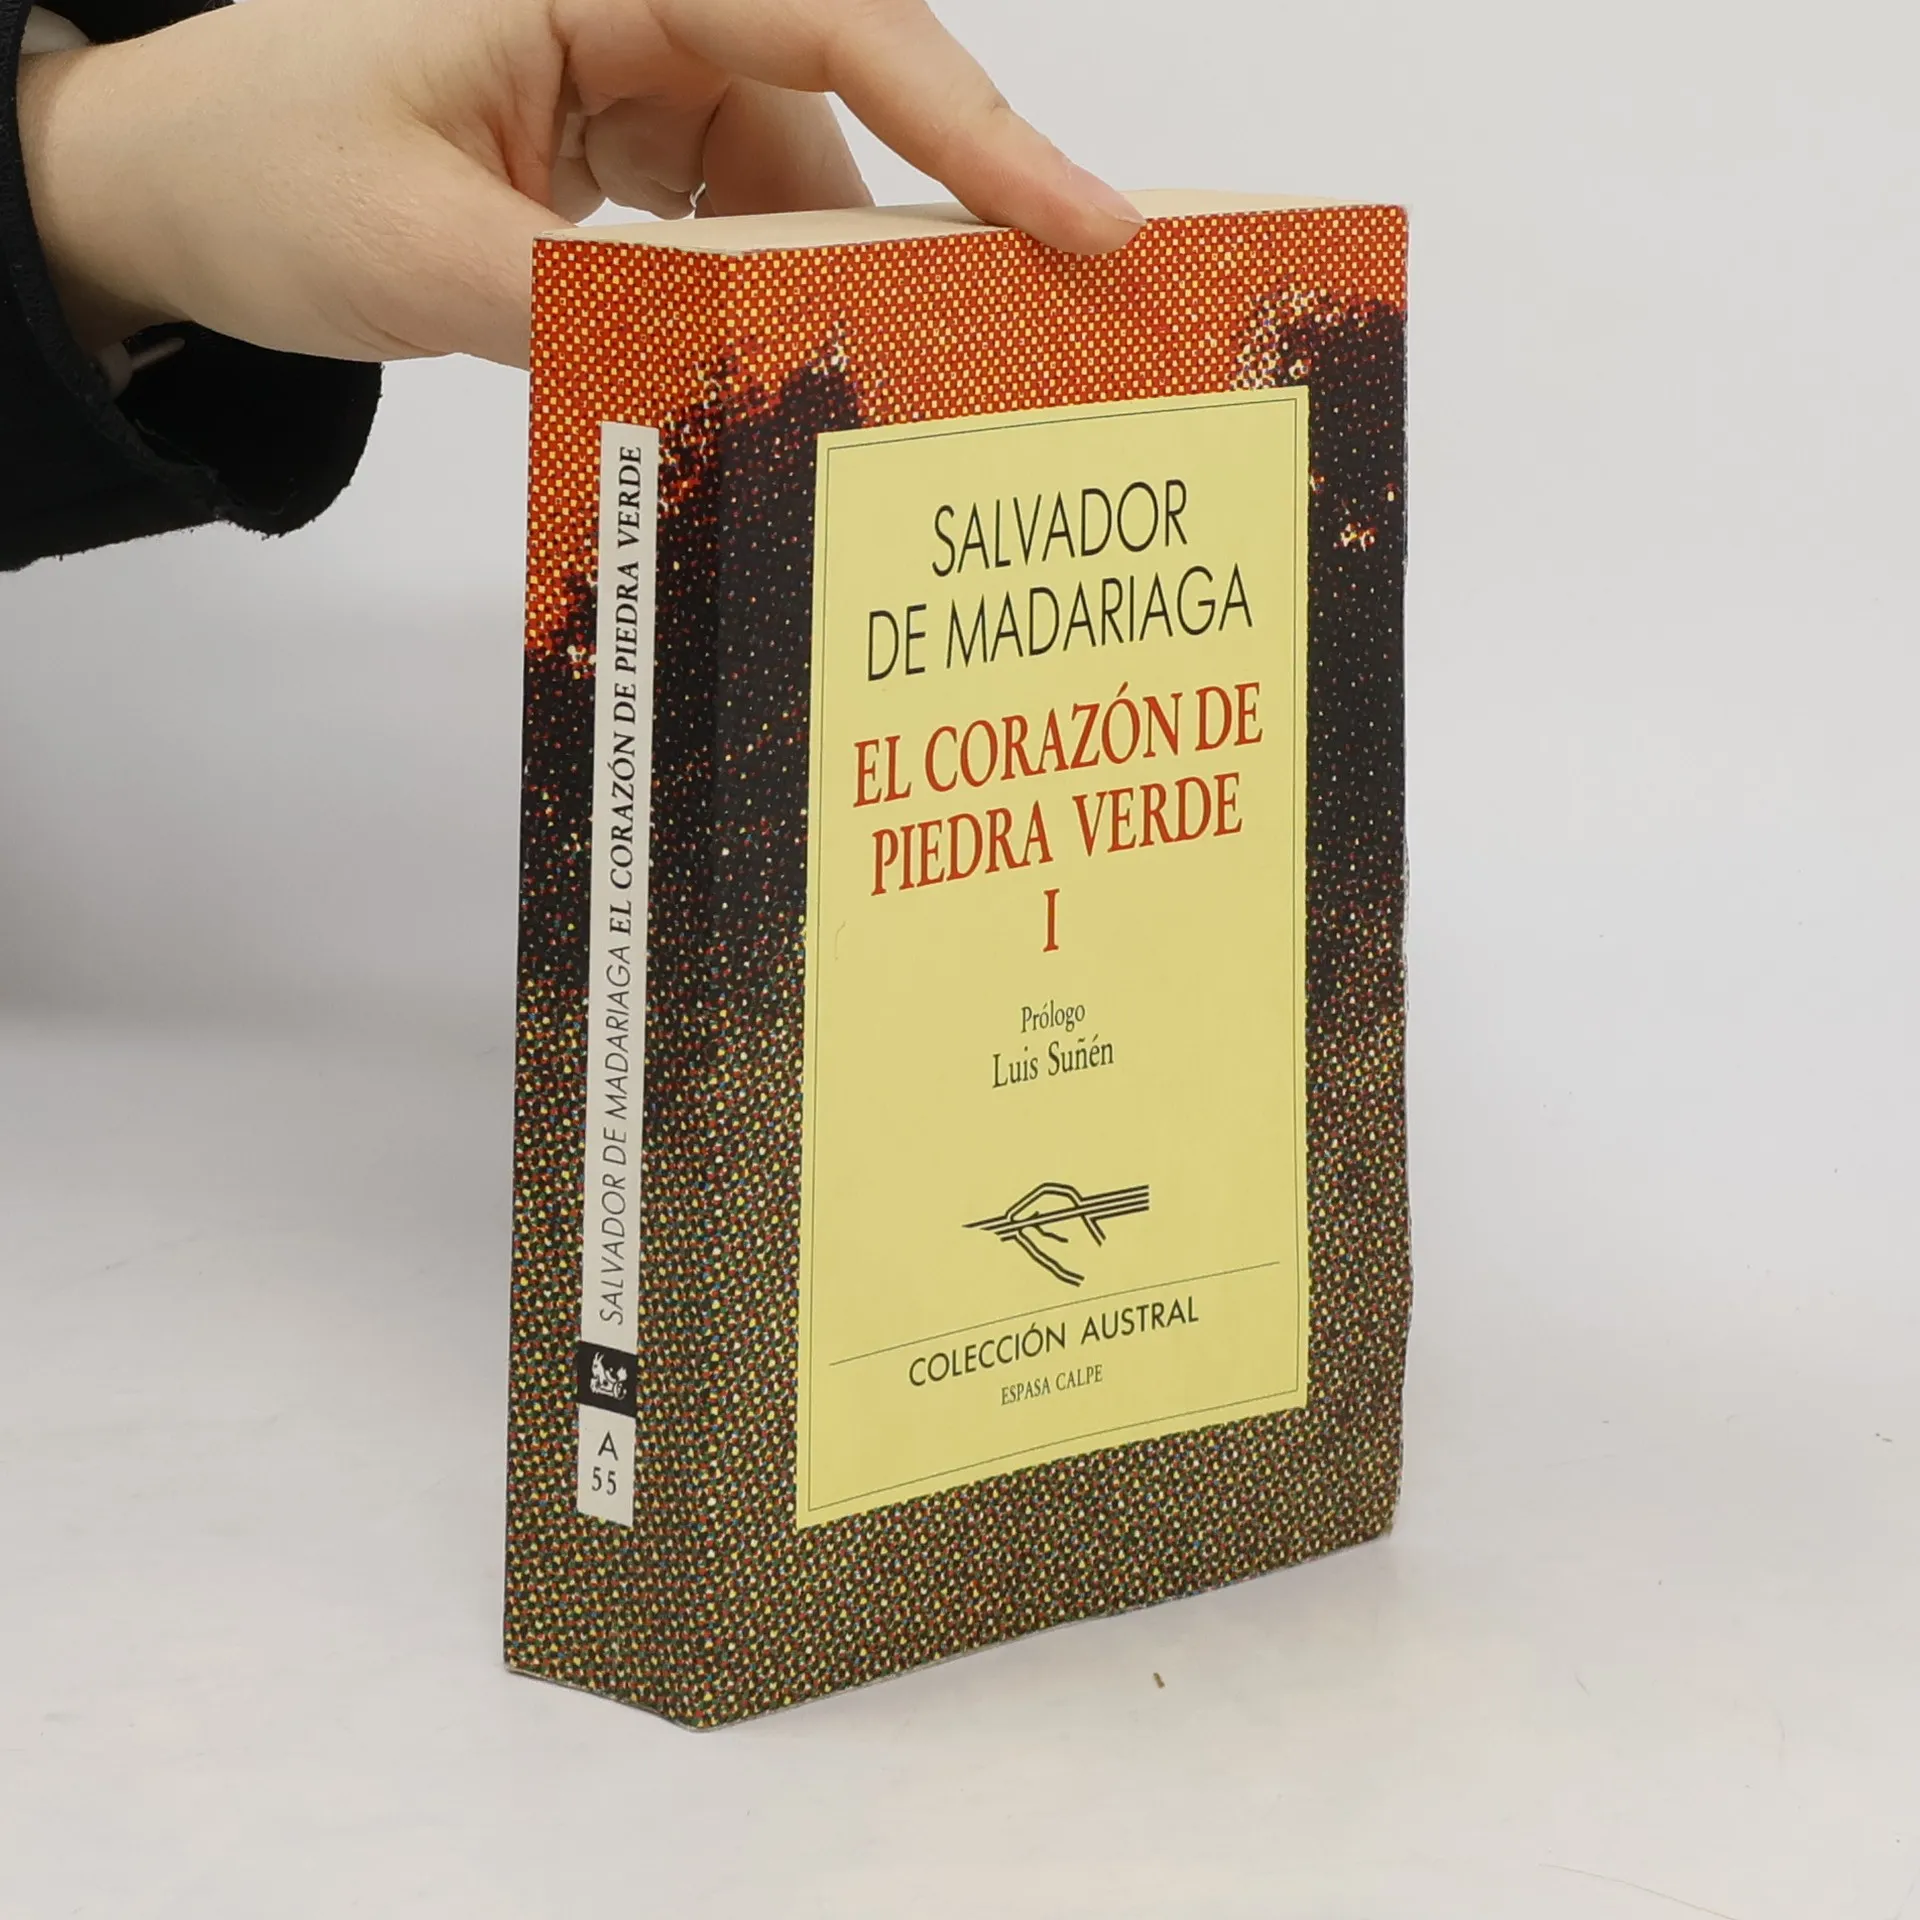 SALVADOR
DE MADARIAGA
EL CORAZÓN DE
PIEDRA VERDE
I
Prólogo
Luis Suñén
COLECCIÓN AUSTRAL
ESPASA CALPE
SALVADOR DE MADARIAGA EL CORAZÓN DE PIEDRA VERDE
A
55